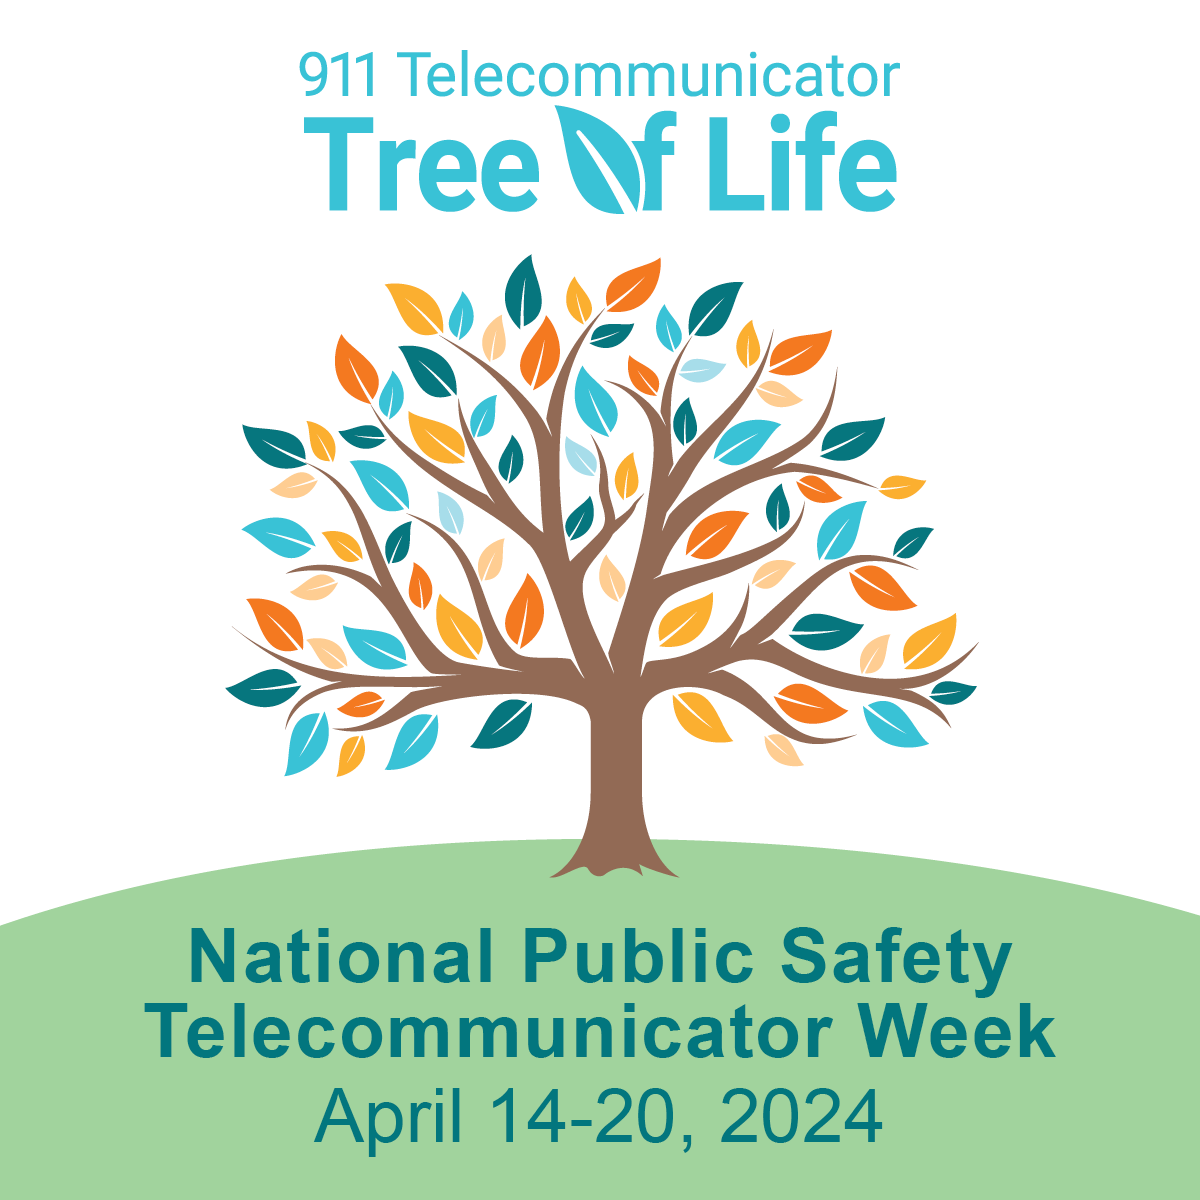 911 Telecommunicator
Tree Of Life
National Public Safety
Telecommunicator Week
April 14-20, 2024